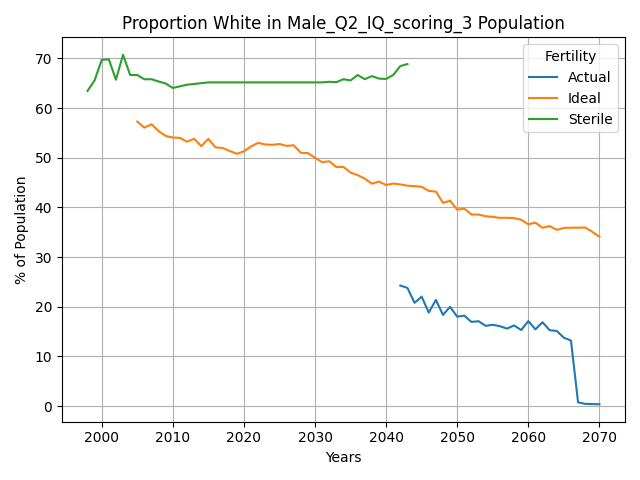 Proportion White in Male_Q2_IQ_scoring_3 Population
% of Population
70
60
50
40
30
20
10
0
Fertility
Actual
Ideal
Sterile
2000 2010 2020 2030 2040 2050 2060 2070
Years